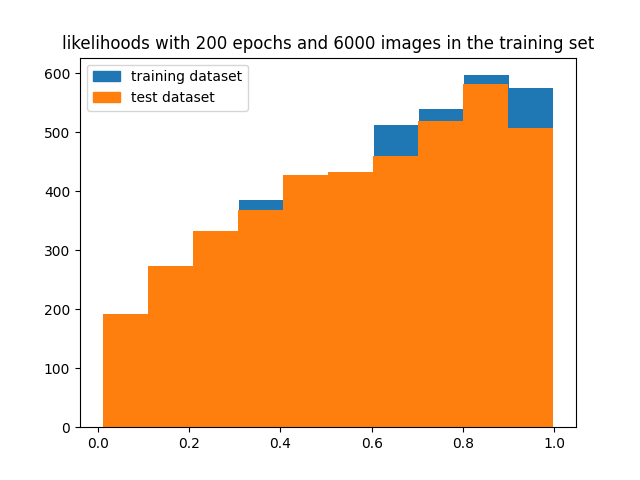 likelihoods with 200 epochs and 6000 images in the training set
training dataset
test dataset
600
500
400
300
200
100
0
0.0 0.2 0.4 0.6 0.8 1.0